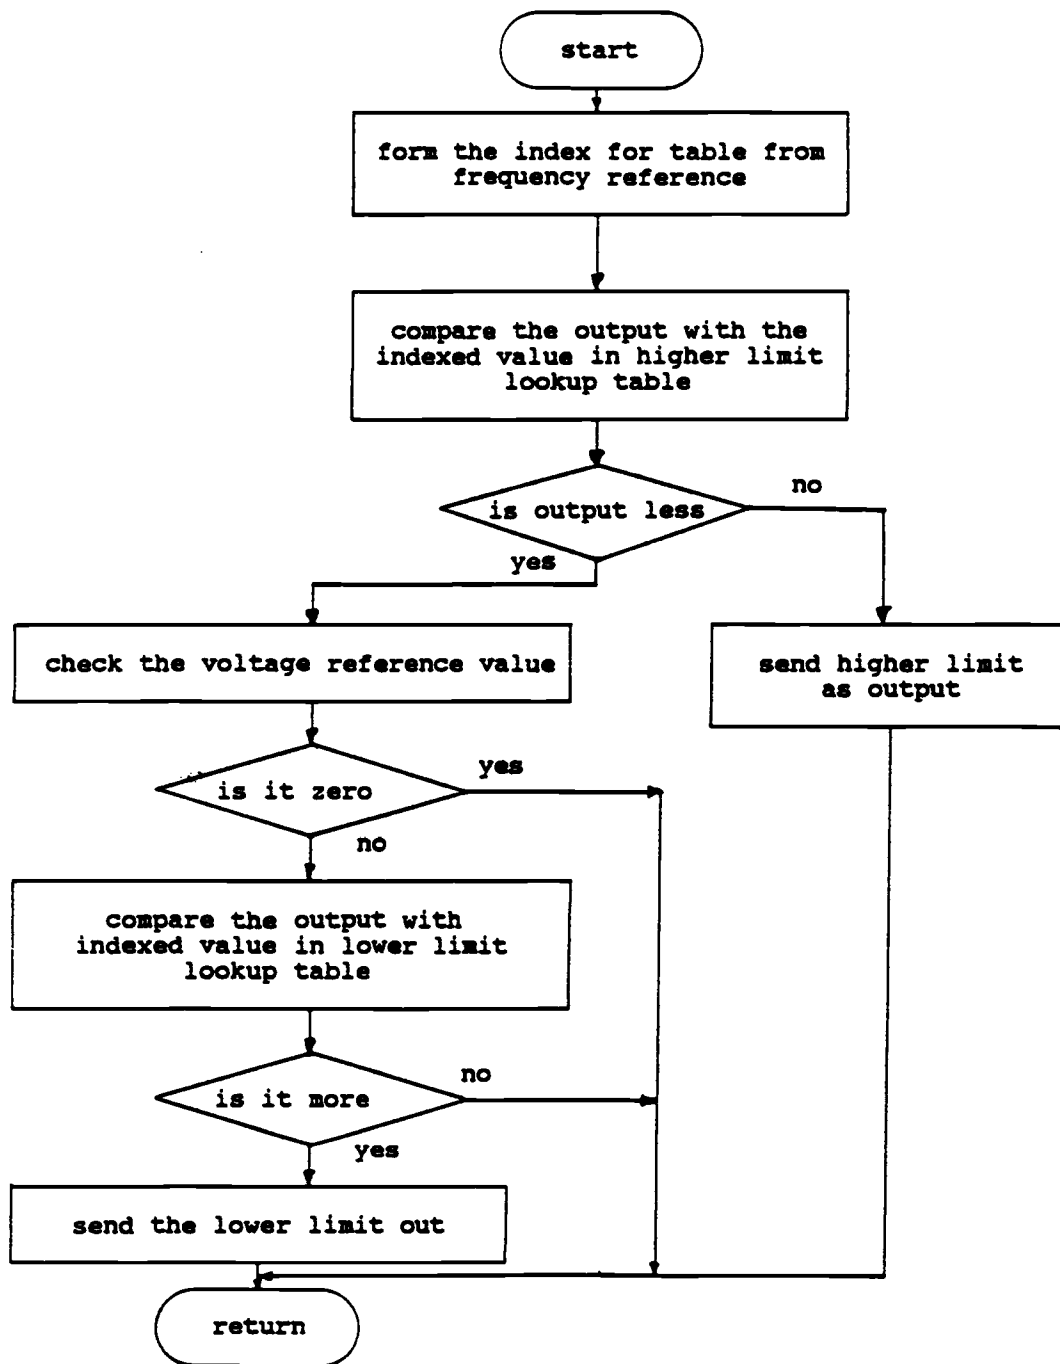 start
form the index for table from
frequency reference
compare the output with the
indexed value in higher limit
lookup table
is output less
no
yes
check the voltage reference value
send higher limit
as output
is it zero
yes
no
compare the output with
indexed value in lower limit
lookup table
is it more
no
yes
send the lower limit out
return